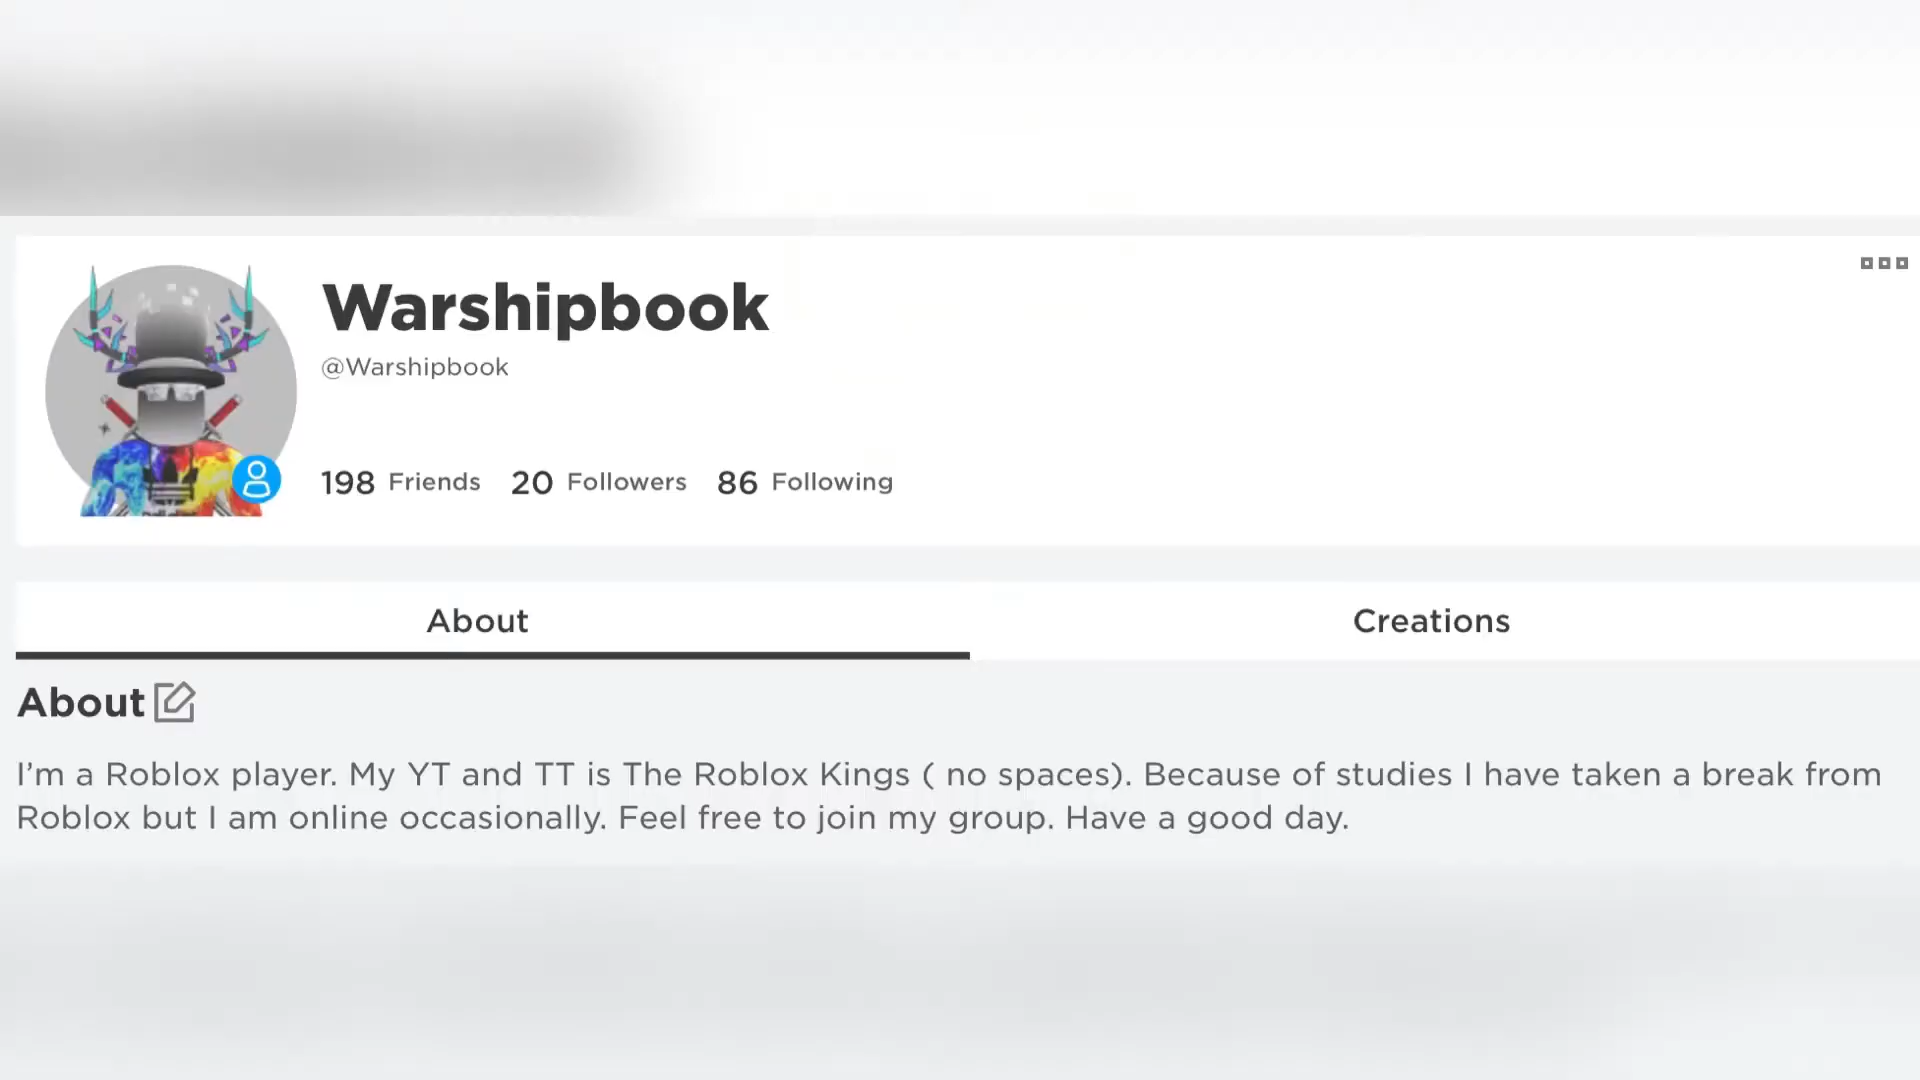 Warshipbook
@Warshipbook
198 Friends 20 Followers 86 Following
About Creations
About
I'm a Roblox player. My YT and TT is The Roblox Kings ( no spaces). Because of studies I have taken a break from
Roblox but I am online occasionally. Feel free to join my group. Have a good day.